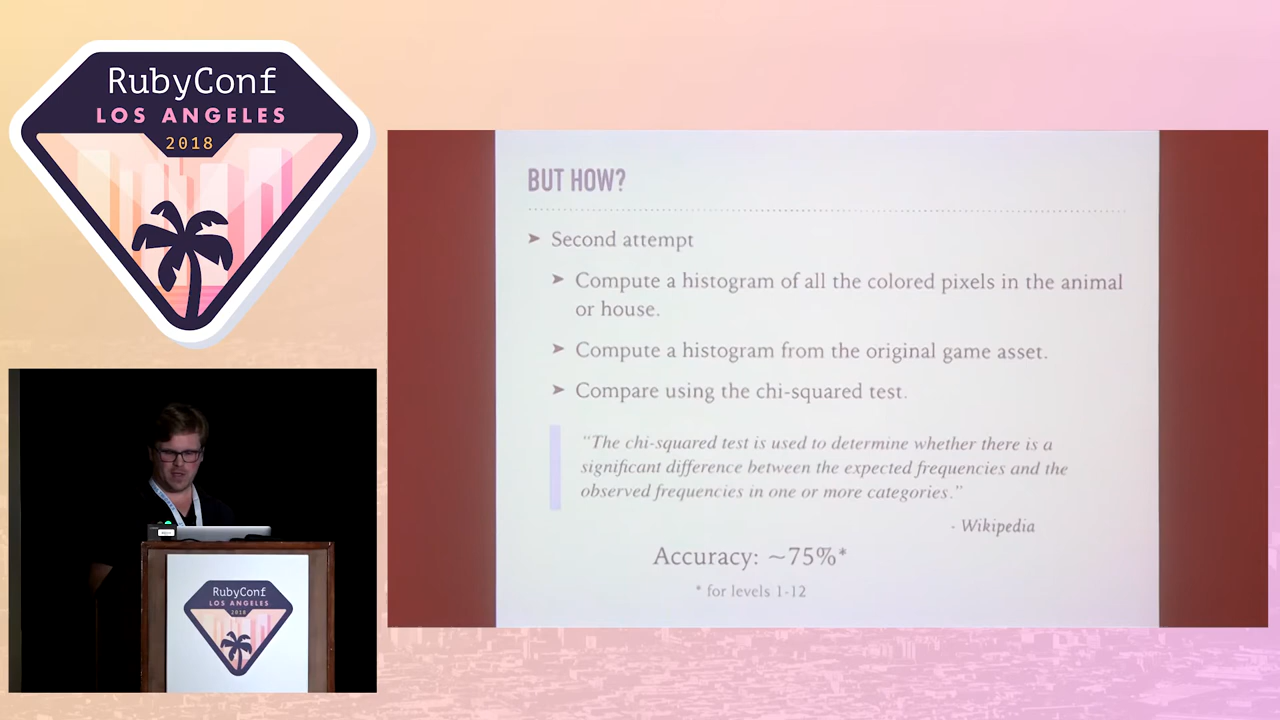 RubyConf
LOS ANGELES
2018
BUT HOW?
➤ Second attempt
➤ Compute a histogram of all the colored pixels in the animal
or house.
➤ Compute a histogram from the original game asset.
➤ Compare using the chi-squared test.
"The chi-squared test is used to determine whether there is a
significant difference between the expected frequencies and the
observed frequencies in one or more categories."
- Wikipedia
Accuracy: ~75%*
* for levels 1-12
RubyConf
LOS ANGELES
2018